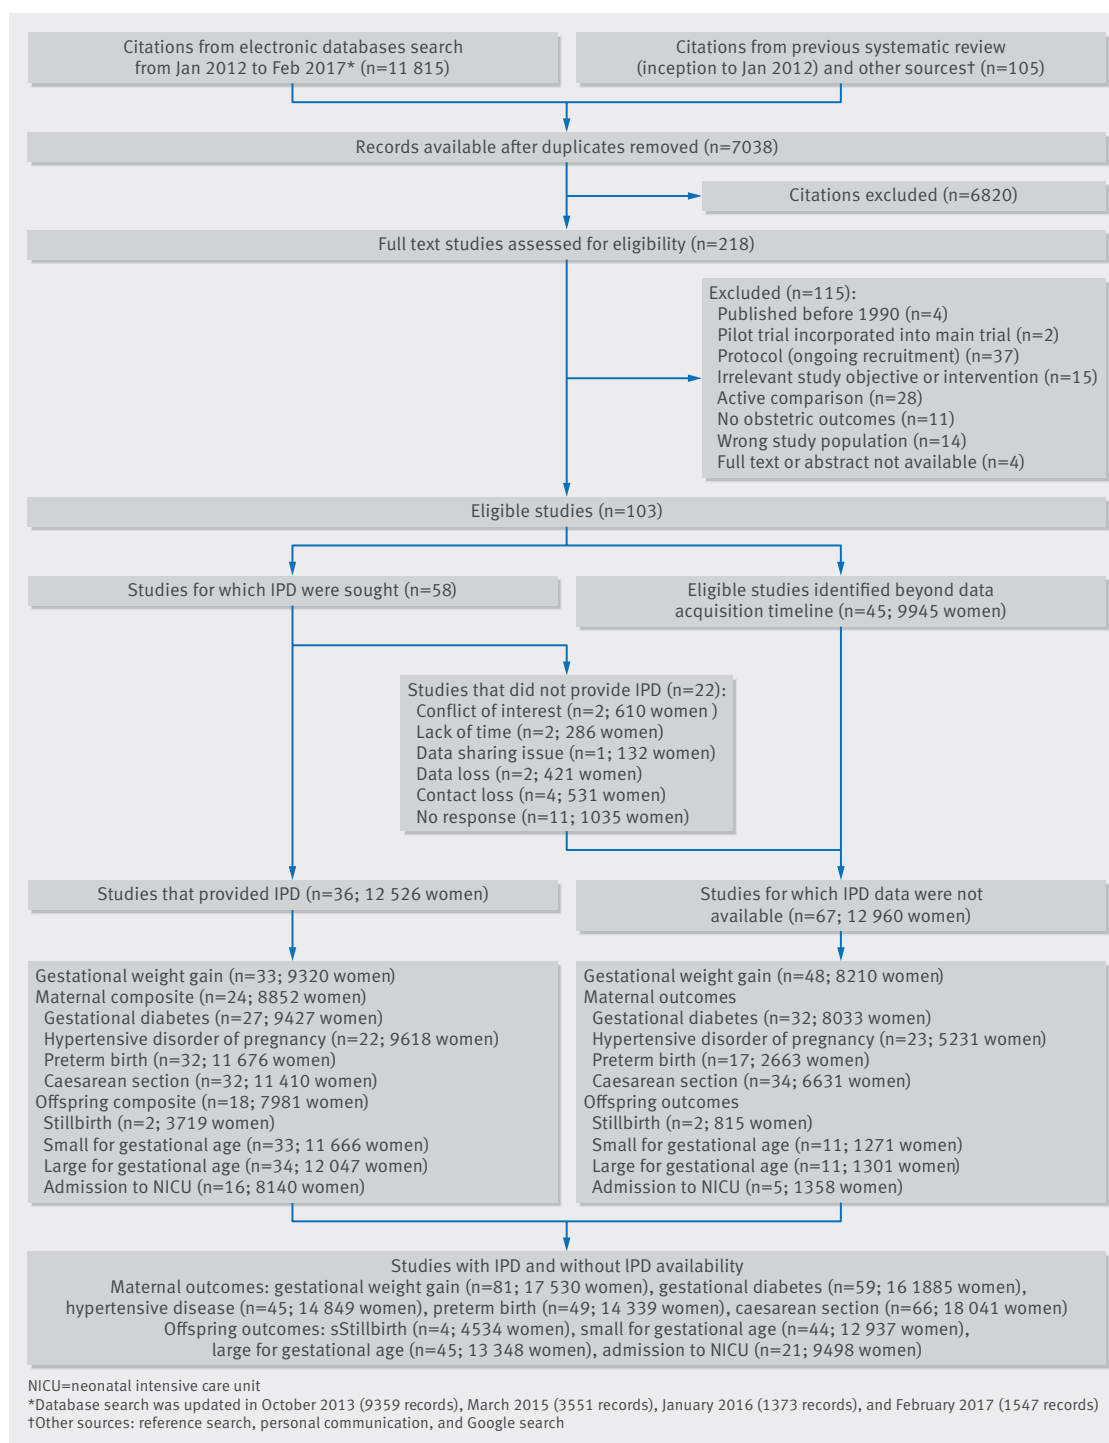 Citations from electronic databases search
from Jan 2012 to Feb 2017* (n=11 815)
Citations from previous systematic review
(inception to Jan 2012) and other sources† (n=105)
Records available after duplicates removed (n=7038)
Citations excluded (n=6820)
Full text studies assessed for eligibility (n=218)
Excluded (n=115):
Published before 1990 (n=4)
Pilot trial incorporated into main trial (n=2)
Protocol (ongoing recruitment) (n=37)
Irrelevant study objective or intervention (n=15)
Active comparison (n=28)
No obstetric outcomes (n=11)
Wrong study population (n=14)
Full text or abstract not available (n=4)
Eligible studies (n=103)
Studies for which IPD were sought (n=58)
Eligible studies identified beyond data
acquisition timeline (n=45; 9945 women)
Studies that did not provide IPD (n=22):
Conflict of interest (n=2; 610 women )
Lack of time (n=2; 286 women)
Data sharing issue (n=1; 132 women)
Data loss (n=2; 421 women)
Contact loss (n=4; 531 women)
No response (n=11; 1035 women)
Studies that provided IPD (n=36; 12 526 women)
Studies for which IPD data were not
available (n=67; 12 960 women)
Gestational weight gain (n=33; 9320 women)
Maternal composite (n=24; 8852 women)
Gestational diabetes (n=27; 9427 women)
Hypertensive disorder of pregnancy (n=22; 9618 women)
Preterm birth (n=32; 11 676 women)
Caesarean section (n=32; 11 410 women)
Offspring composite (n=18; 7981 women)
Stillbirth (n=2; 3719 women)
Small for gestational age (n=33; 11 666 women)
Large for gestational age (n=34; 12 047 women)
Admission to NICU (n=16; 8140 women)
Gestational weight gain (n=48; 8210 women)
Maternal outcomes
Gestational diabetes (n=32; 8033 women)
Hypertensive disorder of pregnancy (n=23; 5231 women)
Preterm birth (n=17; 2663 women)
Caesarean section (n=34; 6631 women)
Offspring outcomes
Stillbirth (n=2; 815 women)
Small for gestational age (n=11; 1271 women)
Large for gestational age (n=11; 1301 women)
Admission to NICU (n=5; 1358 women)
Studies with IPD and without IPD availability
Maternal outcomes: gestational weight gain (n=81; 17 530 women), gestational diabetes (n=59; 16 1885 women),
hypertensive disease (n=45; 14 849 women), preterm birth (n=49; 14 339 women), caesarean section (n=66; 18 041 women)
Offspring outcomes: sStillbirth (n=4; 4534 women), small for gestational age (n=44; 12 937 women),
large for gestational age (n=45; 13 348 women), admission to NICU (n=21; 9498 women)
NICU=neonatal intensive care unit
*Database search was updated in October 2013 (9359 records), March 2015 (3551 records), January 2016 (1373 records), and February 2017 (1547 records)
†Other sources: reference search, personal communication, and Google search